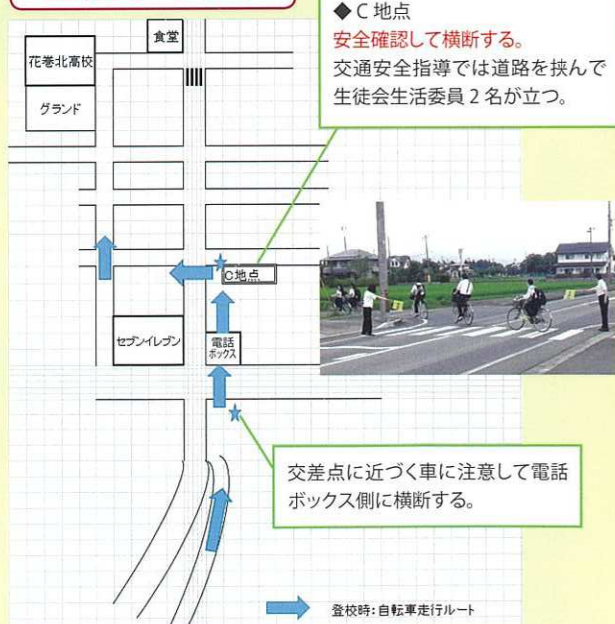 ◆C地点
安全確認して横断する。
交通安全指導では道路を挟んで
生徒会生活委員2名が立つ。
食堂
花巻北高校
グランド
C地点
セブンイレブン
電話
ボックス
交差点に近づく車に注意して電話
ボックス側に横断する。
登校時:自転車走行ルート